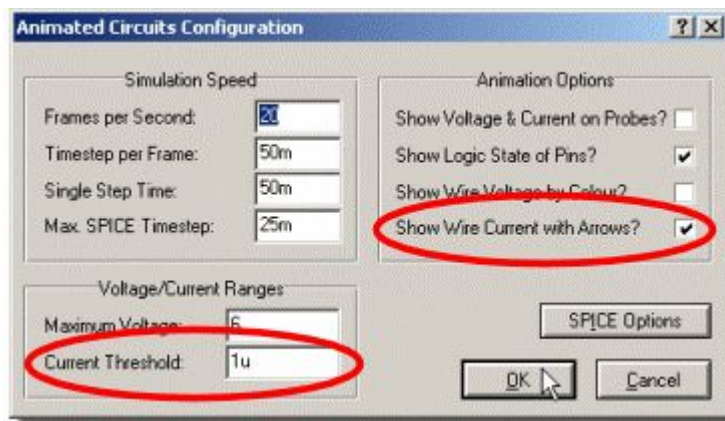 Animated Circuits Configuration
Simulation Speed
Frames per Second: 20
Timestep per Frame: 50m
Single Step Time: 50m
Max. SPICE Timestep: 25m
Voltage/Current Ranges
Maximum Voltage: 6
Current Threshold: 1u
Animation Options
Show Voltage & Current on Probes?
Show Logic State of Pins?
Show Wire Voltage by Colour?
Show Wire Current with Arrows?
SPICE Options
OK
Cancel